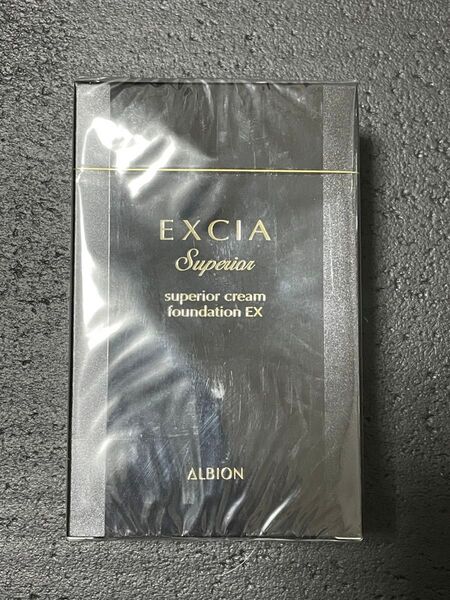 EXCIA
Superior
superior cream
foundation EX
ALBION